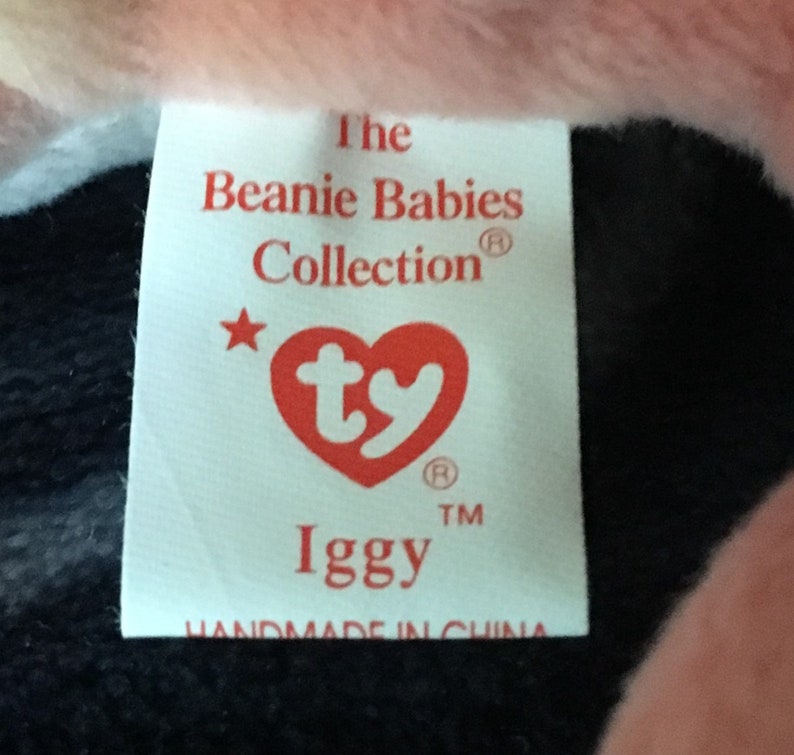 The
Beanie Babies
Collection®
ty®
Iggy™
HANDMADE IN CHINA